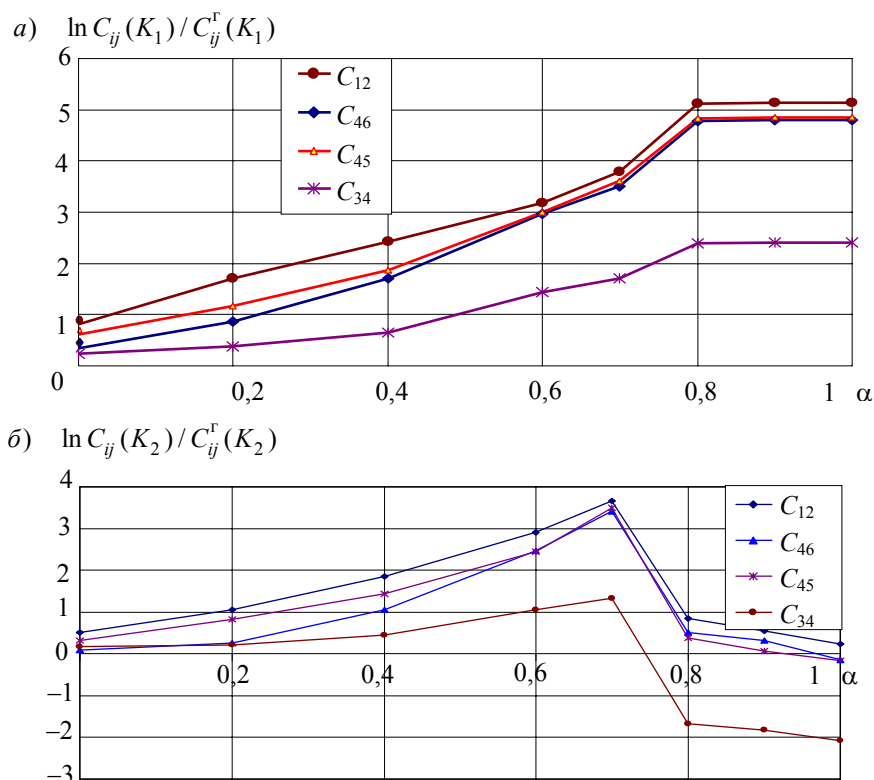 а) ln C_ij (K_1) / C_ij^Г (K_1)
6
5
4
3
2
1
0
C_12
C_46
C_45
C_34
0,2 0,4 0,6 0,8 1 α
б) ln C_ij (K_2) / C_ij^Г (K_2)
4
3
2
1
0
–1
–2
–3
C_12
C_46
C_45
C_34
0,2 0,4 0,6 0,8 1 α